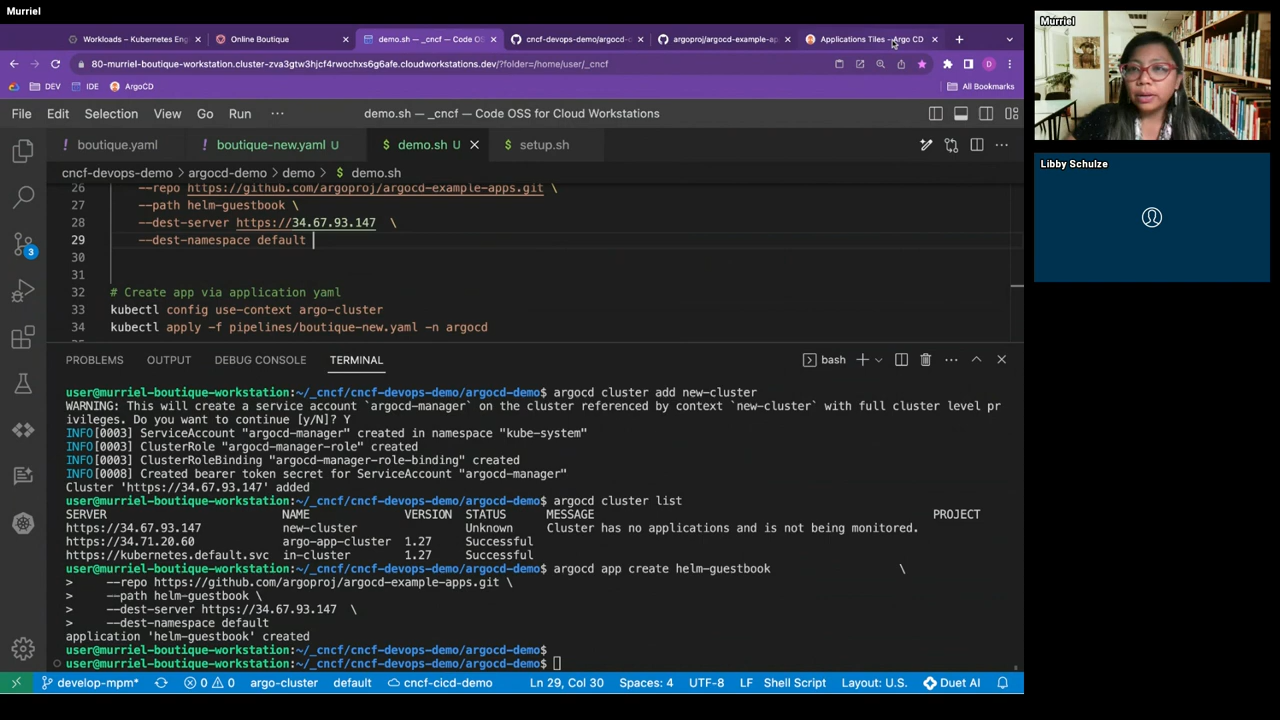 Murriel
Workloads – Kubernetes Eng
Online Boutique
demo.sh — _cncf — Code OSS
cncf-devops-demo/argocd-d
argoproj/argocd-example-ap
Applications Tiles - Argo CD
80-murriel-boutique-workstation.cluster-zva3gtw3hjcf4rwochxs6g6afe.cloudworkstations.dev/?folder=/home/user/_cncf
D
DEV
IDE
ArgoCD
All Bookmarks
File Edit Selection Go Run ···
demo.sh — _cncf — Code OSS for Cloud Workstations
! boutique.yaml
! boutique-new.yaml U
$ demo.sh U
$ setup.sh
cncf-devops-demo > argocd-demo > demo > $ demo.sh
26 --repo https://github.com/argoproj/argocd-example-apps.git \
27 --path helm-guestbook \
28 --dest-server https://34.67.93.147 \
29 --dest-namespace default
30
31
32 # Create app via application yaml
33 kubectl config use-context argo-cluster
34 kubectl apply -f pipelines/boutique-new.yaml -n argocd
3
PROBLEMS OUTPUT DEBUG CONSOLE TERMINAL
bash
user@murriel-boutique-workstation:~/_cncf/cncf-devops-demo/argocd-demo$ argocd cluster add new-cluster
WARNING: This will create a service account `argocd-manager` on the cluster referenced by context `new-cluster` with full cluster level pr
ivileges. Do you want to continue [y/N]? Y
INFO[0003] ServiceAccount "argocd-manager" created in namespace "kube-system"
INFO[0003] ClusterRole "argocd-manager-role" created
INFO[0003] ClusterRoleBinding "argocd-manager-role-binding" created
INFO[0008] Created bearer token secret for ServiceAccount "argocd-manager"
Cluster 'https://34.67.93.147' added
user@murriel-boutique-workstation:~/_cncf/cncf-devops-demo/argocd-demo$ argocd cluster list
SERVER NAME VERSION STATUS MESSAGE PROJECT
https://34.67.93.147 new-cluster Unknown Cluster has no applications and is not being monitored.
https://34.71.20.60 argo-app-cluster 1.27 Successful
https://kubernetes.default.svc in-cluster 1.27 Successful
user@murriel-boutique-workstation:~/_cncf/cncf-devops-demo/argocd-demo$ argocd app create helm-guestbook \
> --repo https://github.com/argoproj/argocd-example-apps.git \
> --path helm-guestbook \
> --dest-server https://34.67.93.147 \
> --dest-namespace default
application 'helm-guestbook' created
user@murriel-boutique-workstation:~/_cncf/cncf-devops-demo/argocd-demo$
user@murriel-boutique-workstation:~/_cncf/cncf-devops-demo/argocd-demo$
develop-mpm* 0 0 argo-cluster default cncf-cicd-demo Ln 29, Col 30 Spaces: 4 UTF-8 LF Shell Script Layout: U.S. Duet AI
Murriel
Libby Schulze